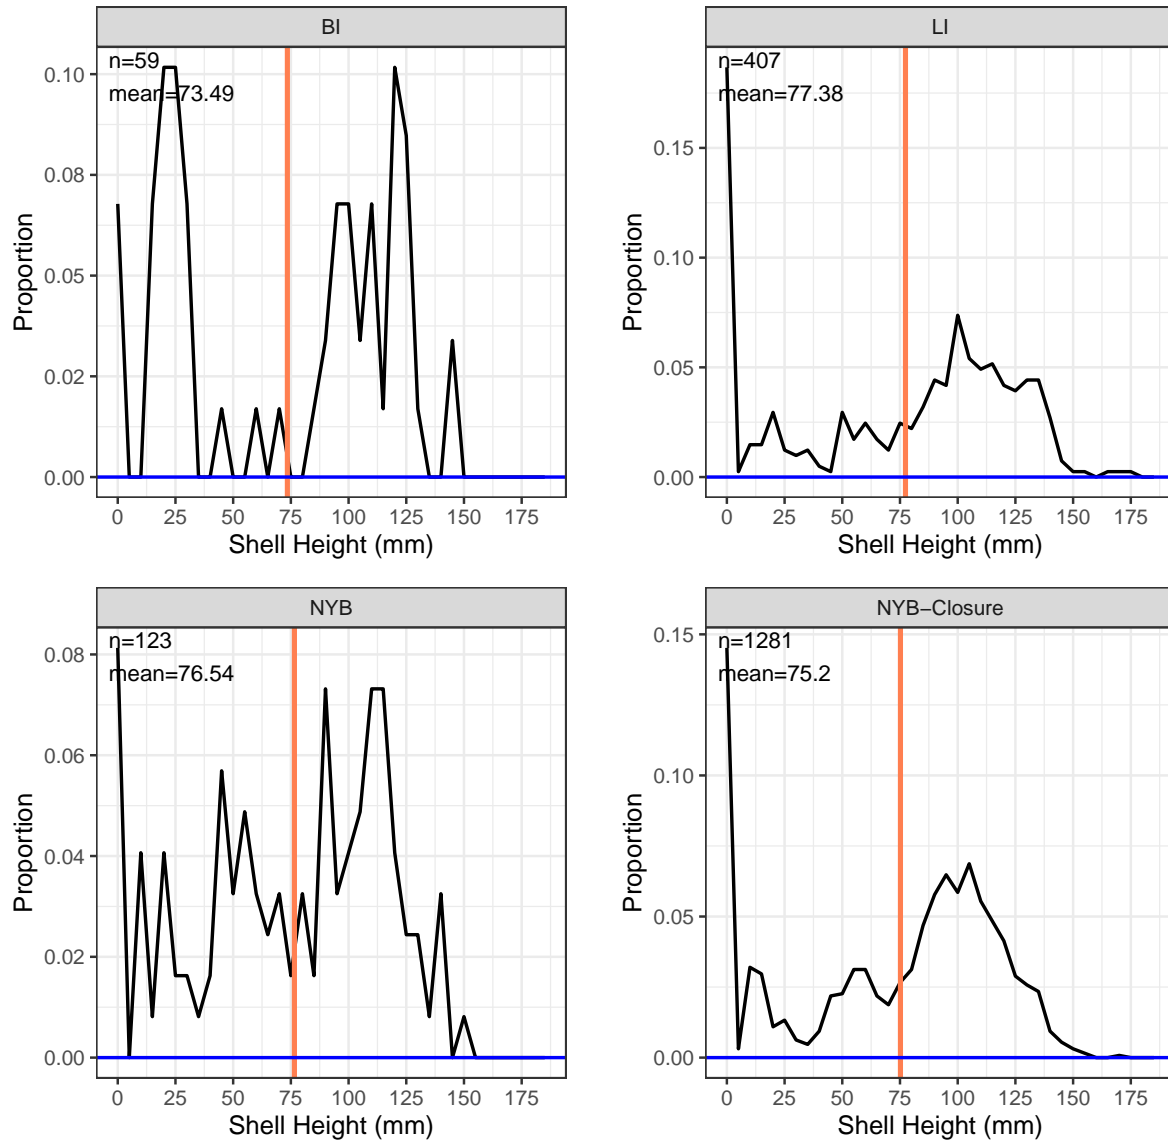 BI
n=59
mean=73.49
0.10
0.08
0.05
0.02
0.00
Proportion
0 25 50 75 100 125 150 175
Shell Height (mm)
LI
n=407
mean=77.38
0.15
0.10
0.05
0.00
Proportion
0 25 50 75 100 125 150 175
Shell Height (mm)
NYB
n=123
mean=76.54
0.08
0.06
0.04
0.02
0.00
Proportion
0 25 50 75 100 125 150 175
Shell Height (mm)
NYB−Closure
n=1281
mean=75.2
0.15
0.10
0.05
0.00
Proportion
0 25 50 75 100 125 150 175
Shell Height (mm)